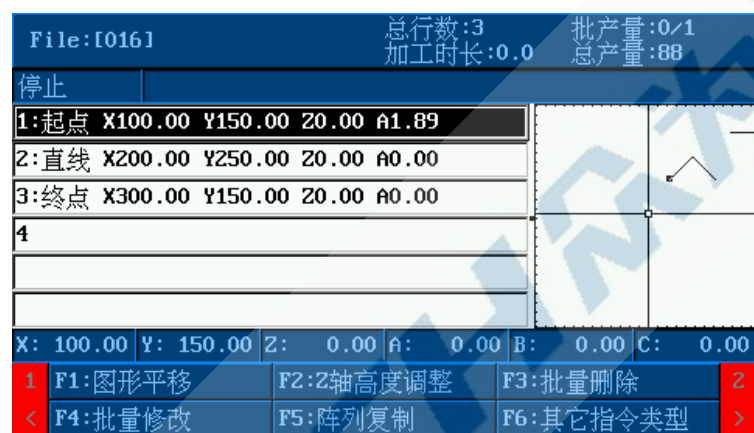 File:[016]
总行数:3
批产量:0/1
加工时长:0.0
总产量:88
停止
1:起点 X100.00 Y150.00 Z0.00 A1.89
2:直线 X200.00 Y250.00 Z0.00 A0.00
3:终点 X300.00 Y150.00 Z0.00 A0.00
4
X: 100.00 Y: 150.00 Z: 0.00 A: 0.00 B: 0.00 C: 0.00
1 F1:图形平移 F2:Z轴高度调整 F3:批量删除 2
< F4:批量修改 F5:阵列复制 F6:其它指令类型 >